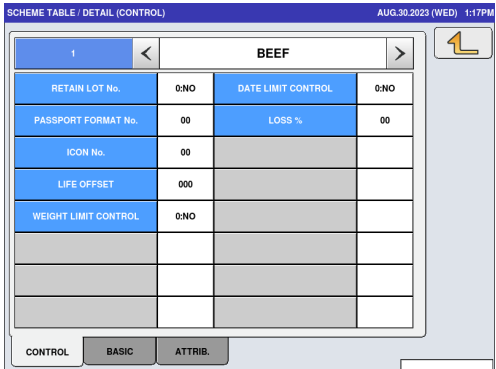 SCHEME TABLE / DETAIL (CONTROL) AUG.30.2023 (WED) 1:17PM
1 < BEEF >
RETAIN LOT No. 0:NO DATE LIMIT CONTROL 0:NO
PASSPORT FORMAT No. 00 LOSS % 00
ICON No. 00
LIFE OFFSET 000
WEIGHT LIMIT CONTROL 0:NO
CONTROL BASIC ATTRIB.